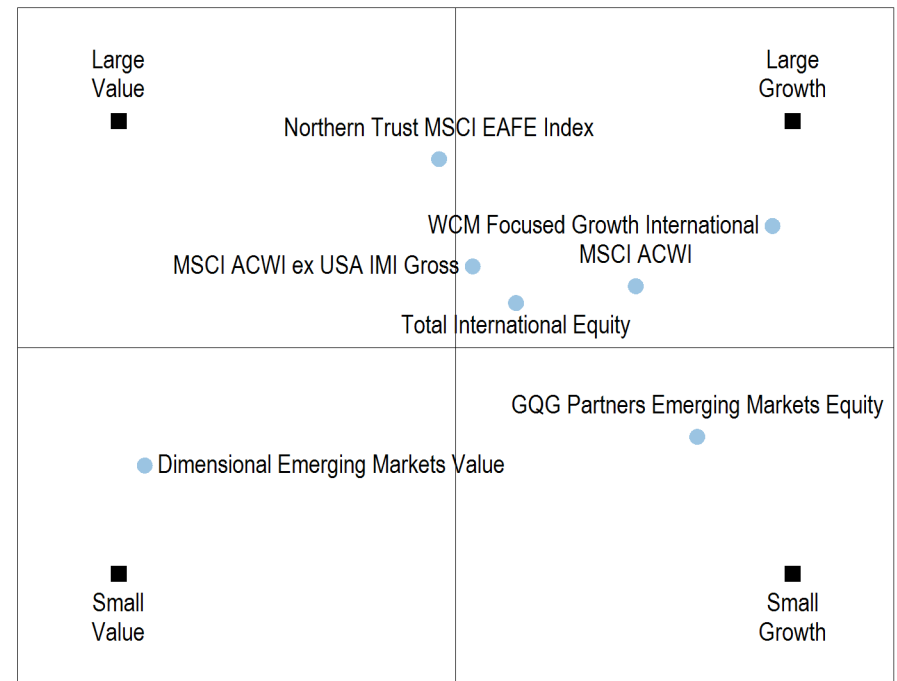 Large
Value
Large
Growth
Northern Trust MSCI EAFE Index
WCM Focused Growth International
MSCI ACWI
MSCI ACWI ex USA IMI Gross
Total International Equity
GQG Partners Emerging Markets Equity
Dimensional Emerging Markets Value
Small
Value
Small
Growth